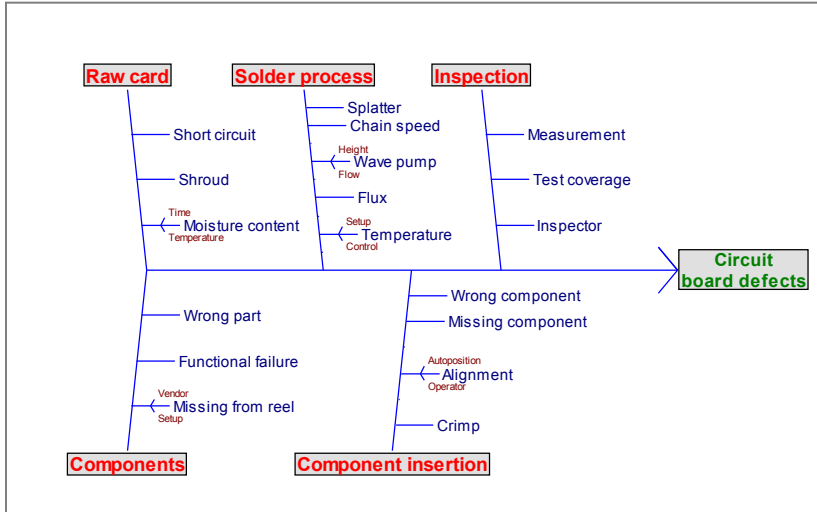 Raw card
Solder process
Inspection
Short circuit
Shroud
Time
Moisture content
Temperature
Splatter
Chain speed
Height
Wave pump
Flow
Flux
Setup
Temperature
Control
Measurement
Test coverage
Inspector
Circuit
board defects
Wrong part
Functional failure
Vendor
Missing from reel
Setup
Wrong component
Missing component
Autoposition
Alignment
Operator
Crimp
Components
Component insertion